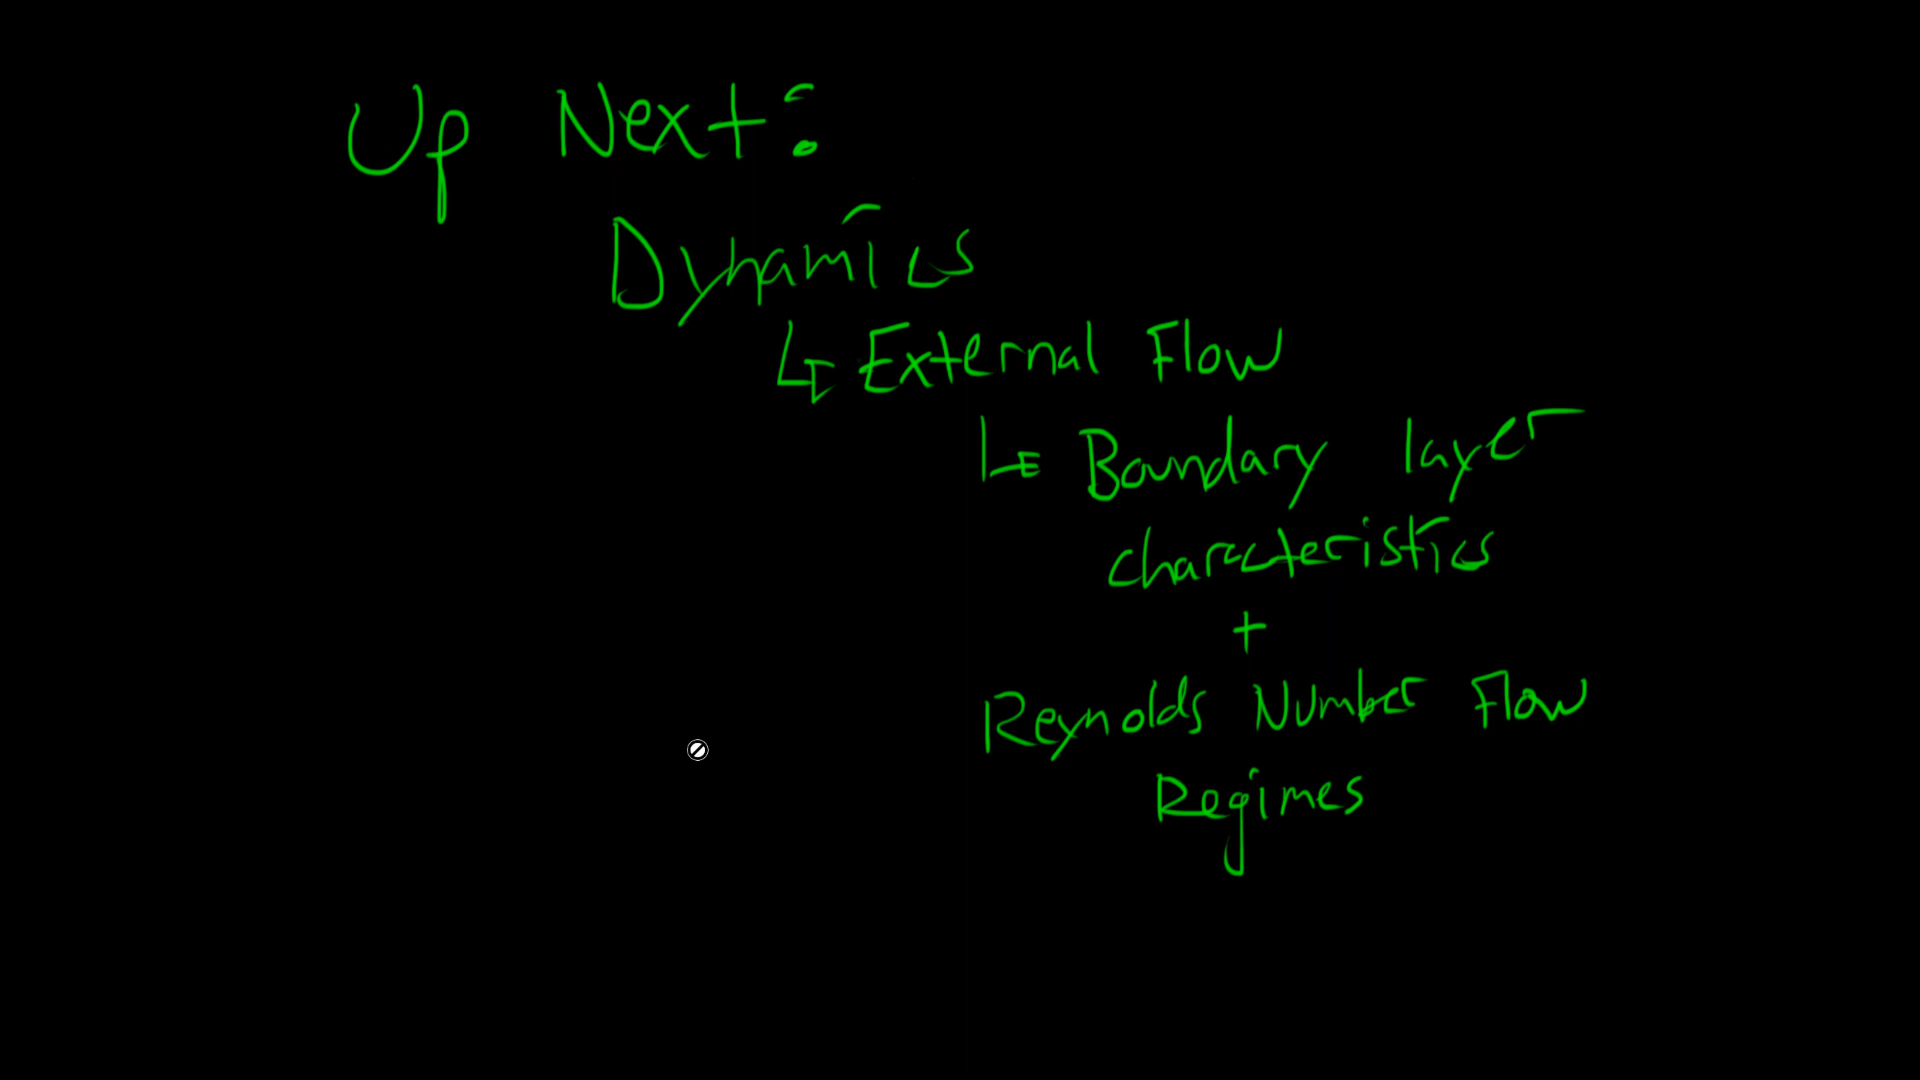 Up Next:
Dynamics
↳ External Flow
↳ Boundary layer
characteristics
+
Reynolds Number Flow
Regimes